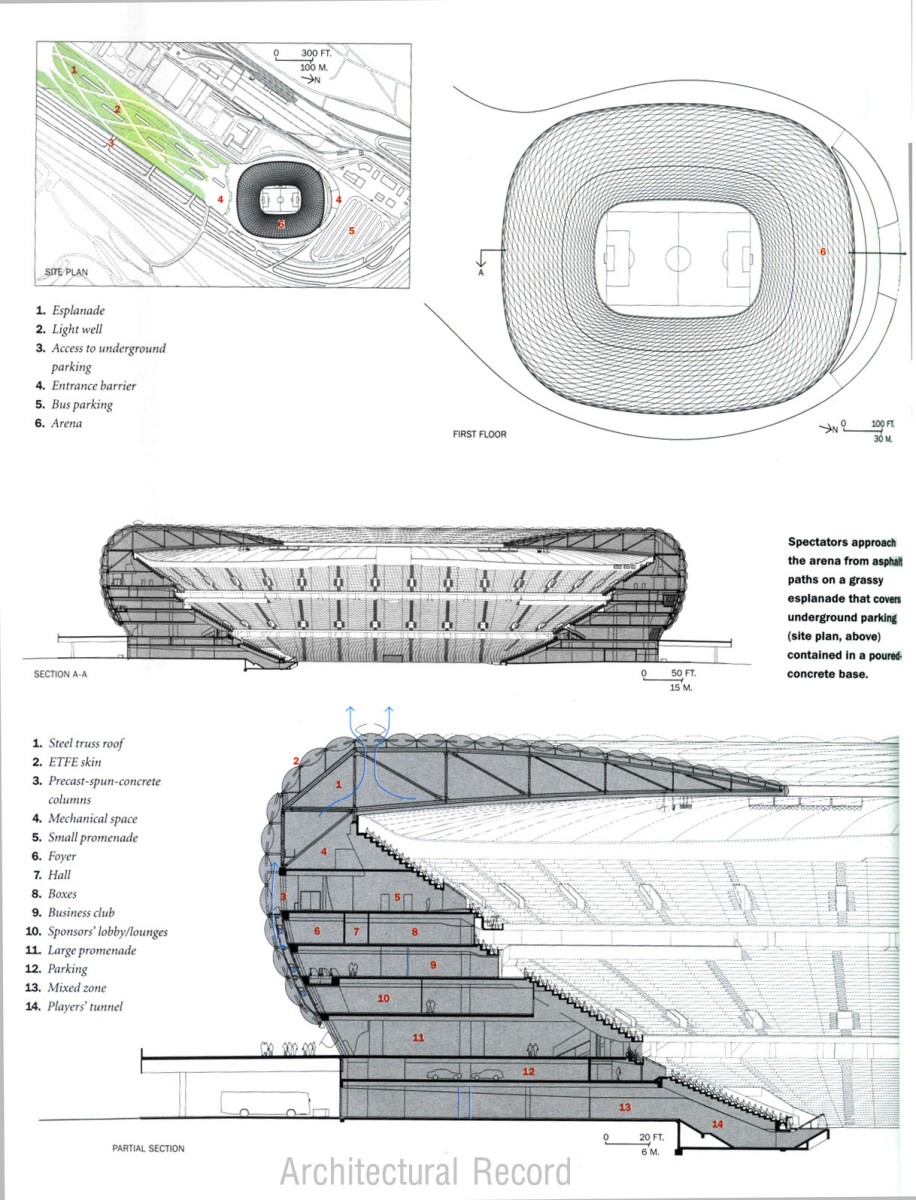 0 300 FT.
100 M.
N
1
2
3
4
4
5
6
SITE PLAN
1. Esplanade
2. Light well
3. Access to underground
parking
4. Entrance barrier
5. Bus parking
6. Arena
A
6
FIRST FLOOR
N 0 100 FT.
30 M.
SECTION A-A
0 50 FT.
15 M.
Spectators approach
the arena from asphalt
paths on a grassy
esplanade that covers
underground parking
(site plan, above)
contained in a poured-
concrete base.
1. Steel truss roof
2. ETFE skin
3. Precast-spun-concrete
columns
4. Mechanical space
5. Small promenade
6. Foyer
7. Hall
8. Boxes
9. Business club
10. Sponsors' lobby/lounges
11. Large promenade
12. Parking
13. Mixed zone
14. Players' tunnel
2
1
4
3
5
6
7
8
9
10
11
12
13
14
0 20 FT.
6 M.
PARTIAL SECTION
Architectural Record